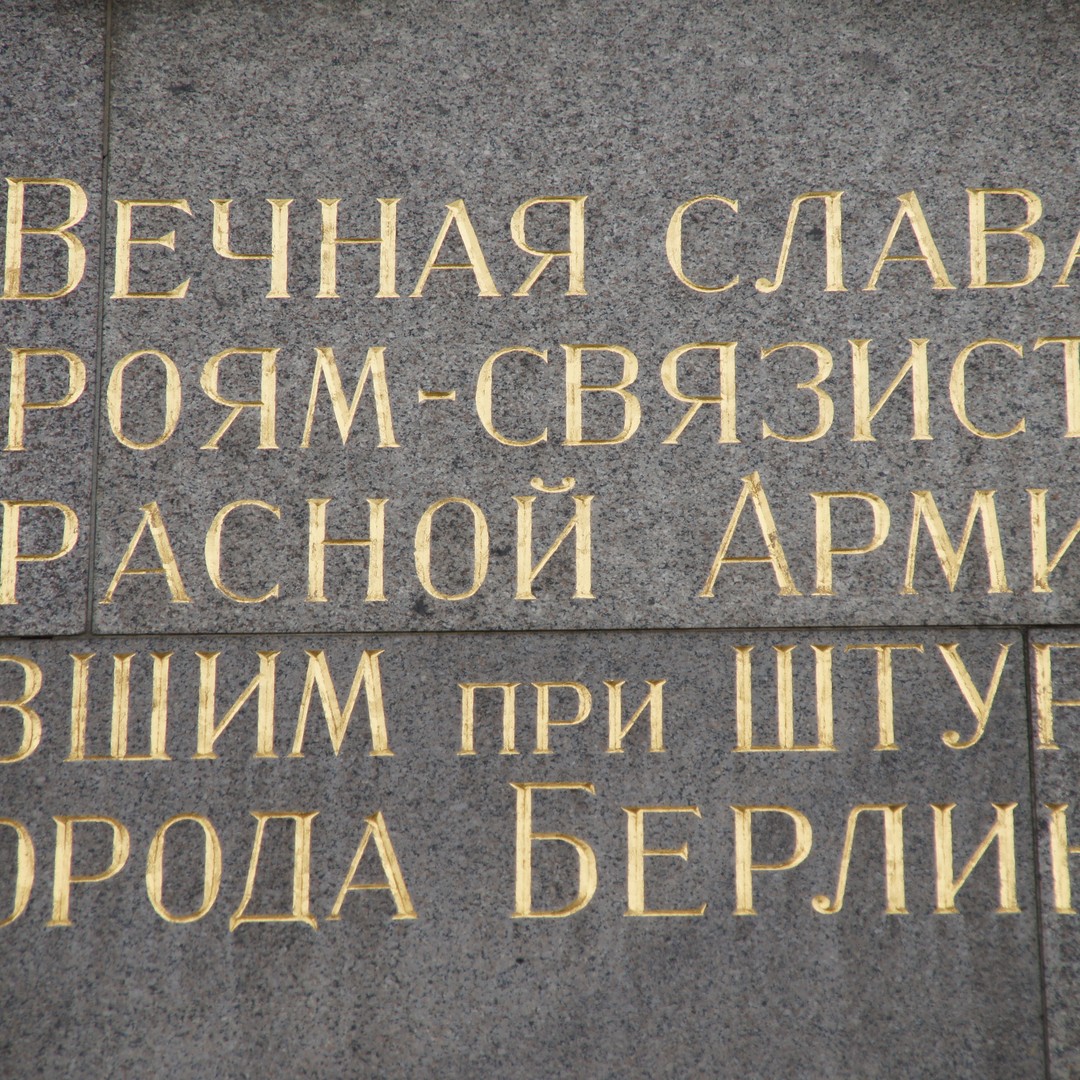 Вечная слава
роям-связист
расной Арми
вшим при штур
орода Берлин